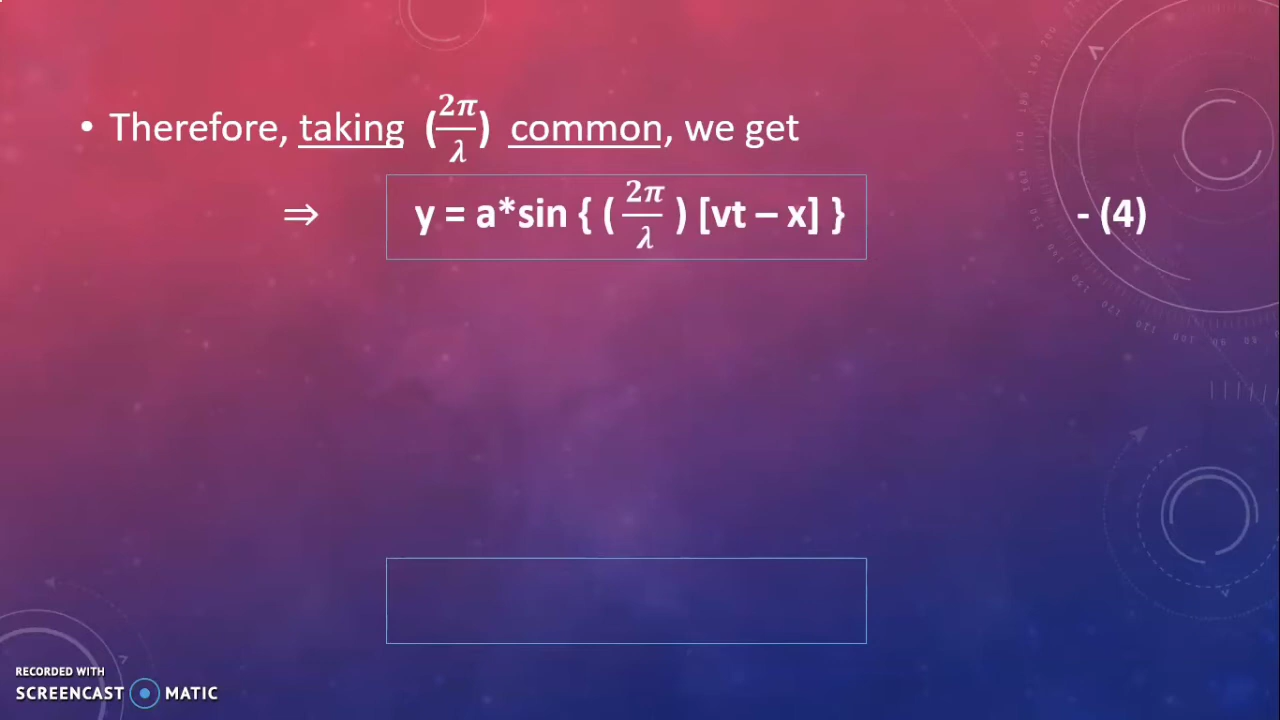 • Therefore, taking (2π/λ) common, we get
⇒ y = a*sin { ( 2π/λ ) [vt – x] } - (4)
RECORDED WITH
SCREENCAST MATIC